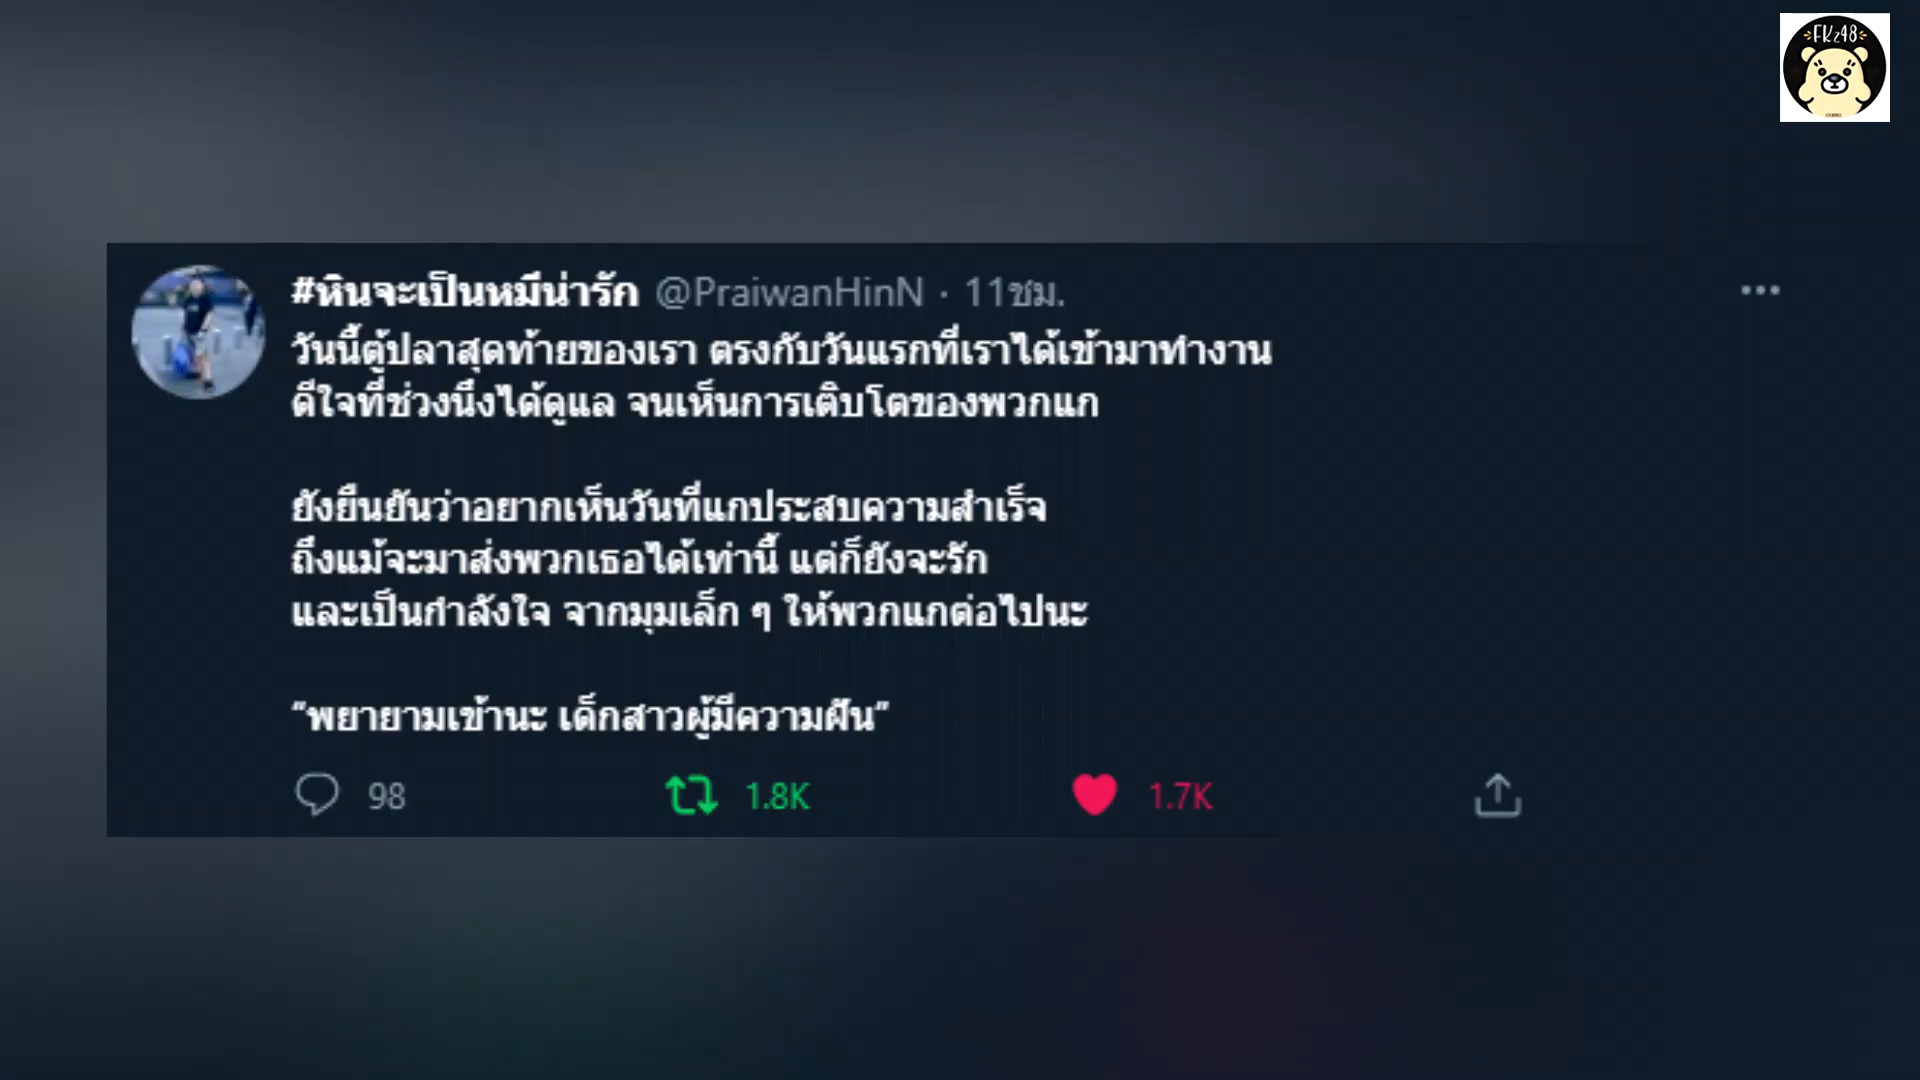 FKz48
#หินจะเป็นหมีน่ารัก @PraiwanHinN · 11ชม.
วันนี้ตู้ปลาสุดท้ายของเรา ตรงกับวันแรกที่เราได้เข้ามาทำงาน
ดีใจที่ช่วงนึงได้ดูแล จนเห็นการเติบโตของพวกแก
ยังยืนยันว่าอยากเห็นวันที่แกประสบความสำเร็จ
ถึงแม้จะมาส่งพวกเธอได้เท่านี้ แต่ก็ยังจะรัก
และเป็นกำลังใจ จากมุมเล็ก ๆ ให้พวกแกต่อไปนะ
“พยายามเข้านะ เด็กสาวผู้มีความฝัน”
98 1.8K 1.7K